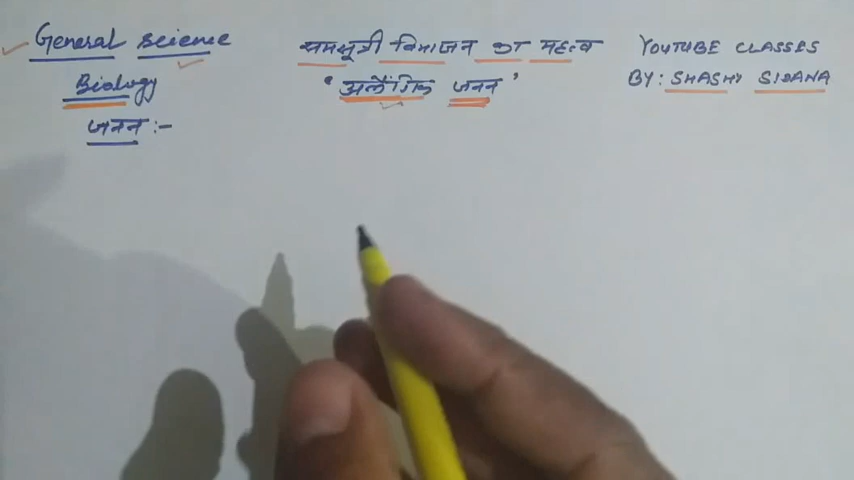 General science
Biology
जनन :-
समसूत्री विभाजन का महत्व
'अलैंगिक जनन'
YOUTUBE CLASSES
BY: SHASHI SIDANA